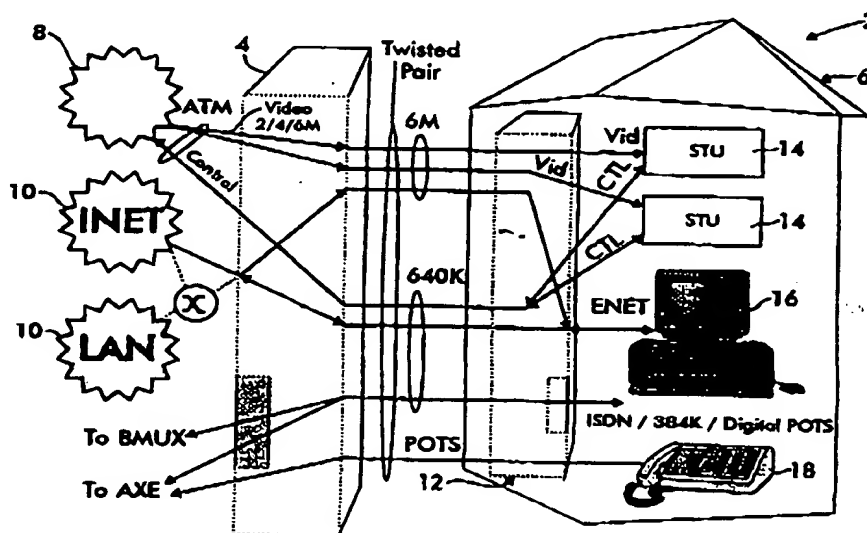 8
4
Twisted
Pair
6
ATM
Video
2/4/6M
6M
Vid
STU
14
Control
Vid
CTL
10
INET
STU
14
CTL
640K
X
ENET
16
10
LAN
ISDN / 384K / Digital POTS
To BMUX
POTS
18
12
To AXE